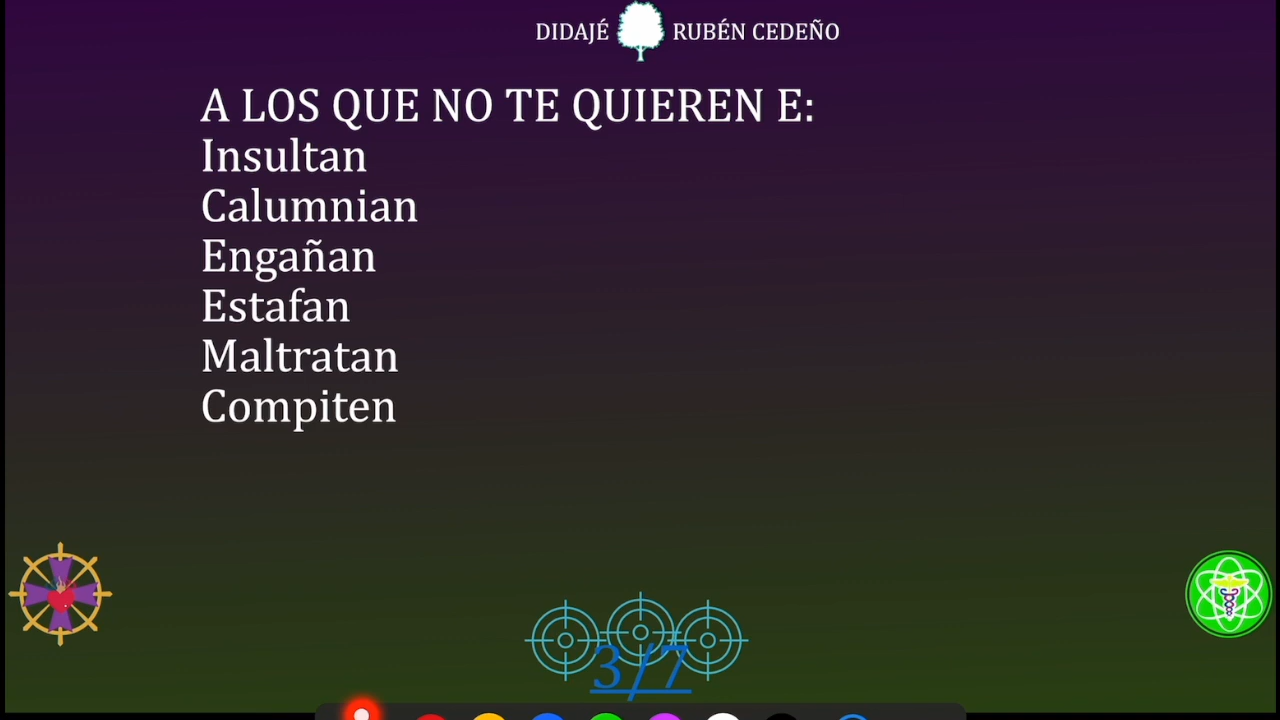 DIDAJÉ RUBÉN CEDEÑO
A LOS QUE NO TE QUIEREN E:
Insultan
Calumnian
Engañan
Estafan
Maltratan
Compiten
3/7